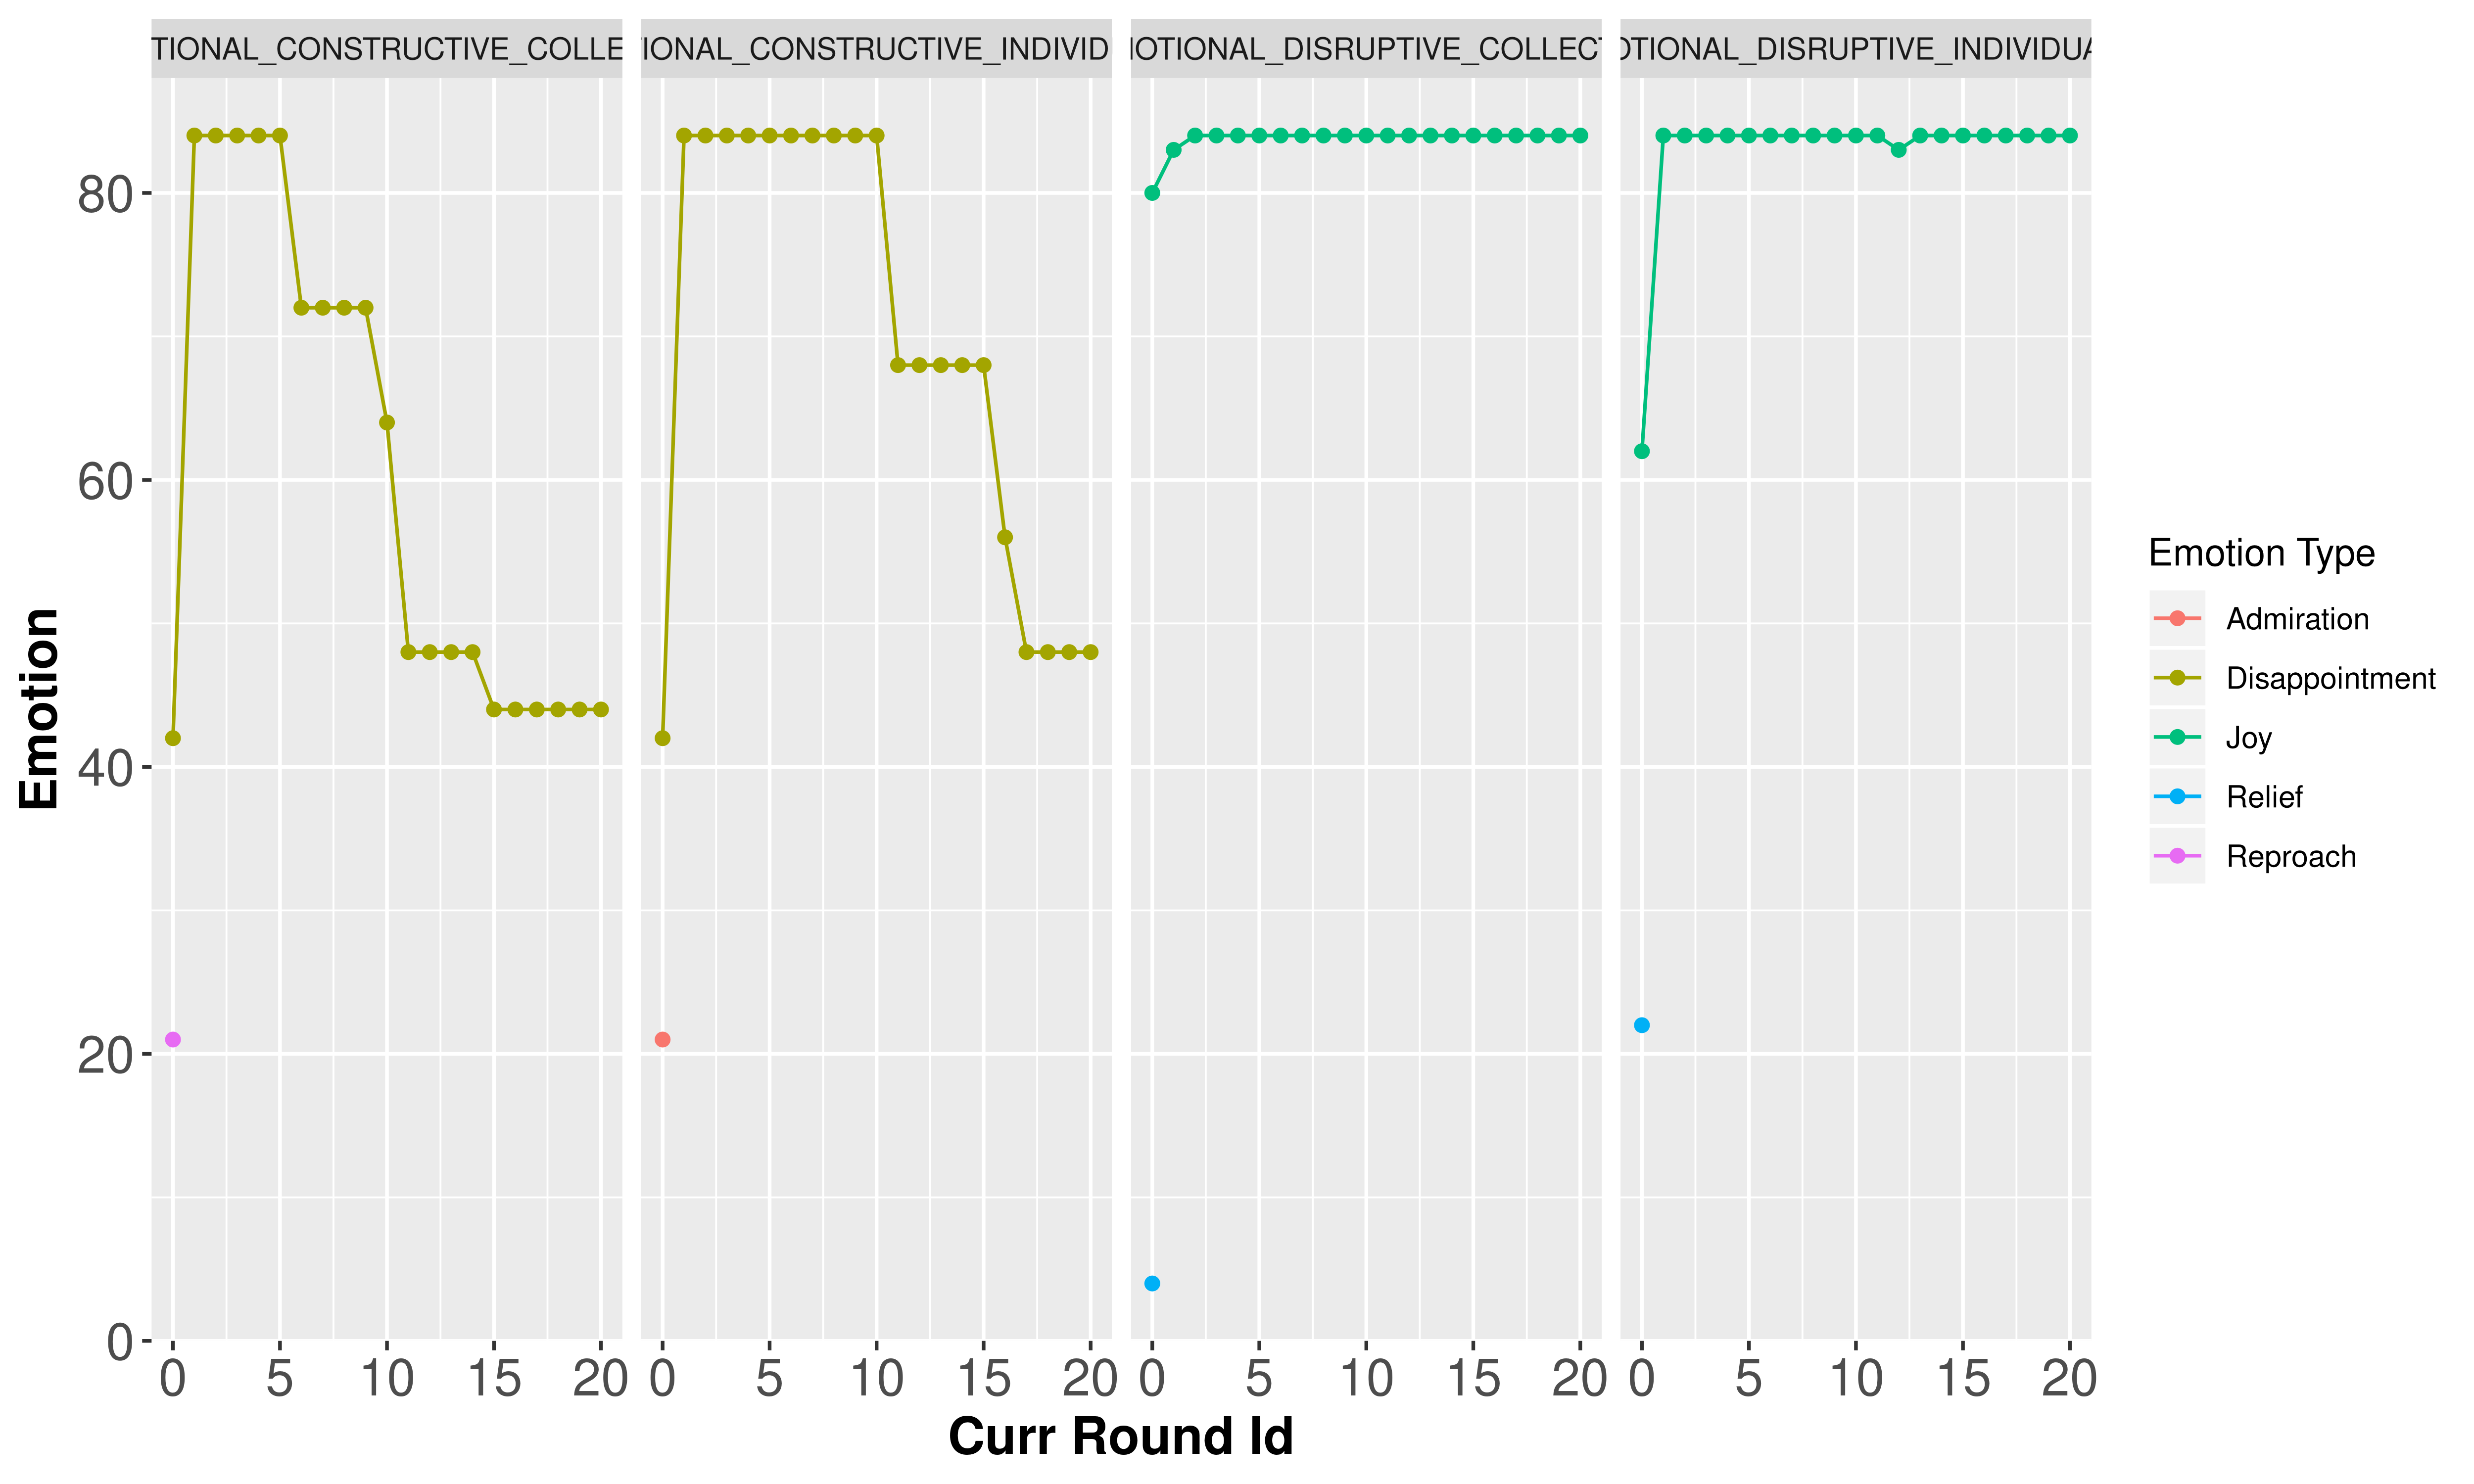 TIONAL_CONSTRUCTIVE_COLLE
IONAL_CONSTRUCTIVE_INDIVID
OTIONAL_DISRUPTIVE_COLLEC
OTIONAL_DISRUPTIVE_INDIVIDUA
80
60
40
20
0
Emotion
0 5 10 15 20
0 5 10 15 20
0 5 10 15 20
0 5 10 15 20
Curr Round Id
Emotion Type
Admiration
Disappointment
Joy
Relief
Reproach